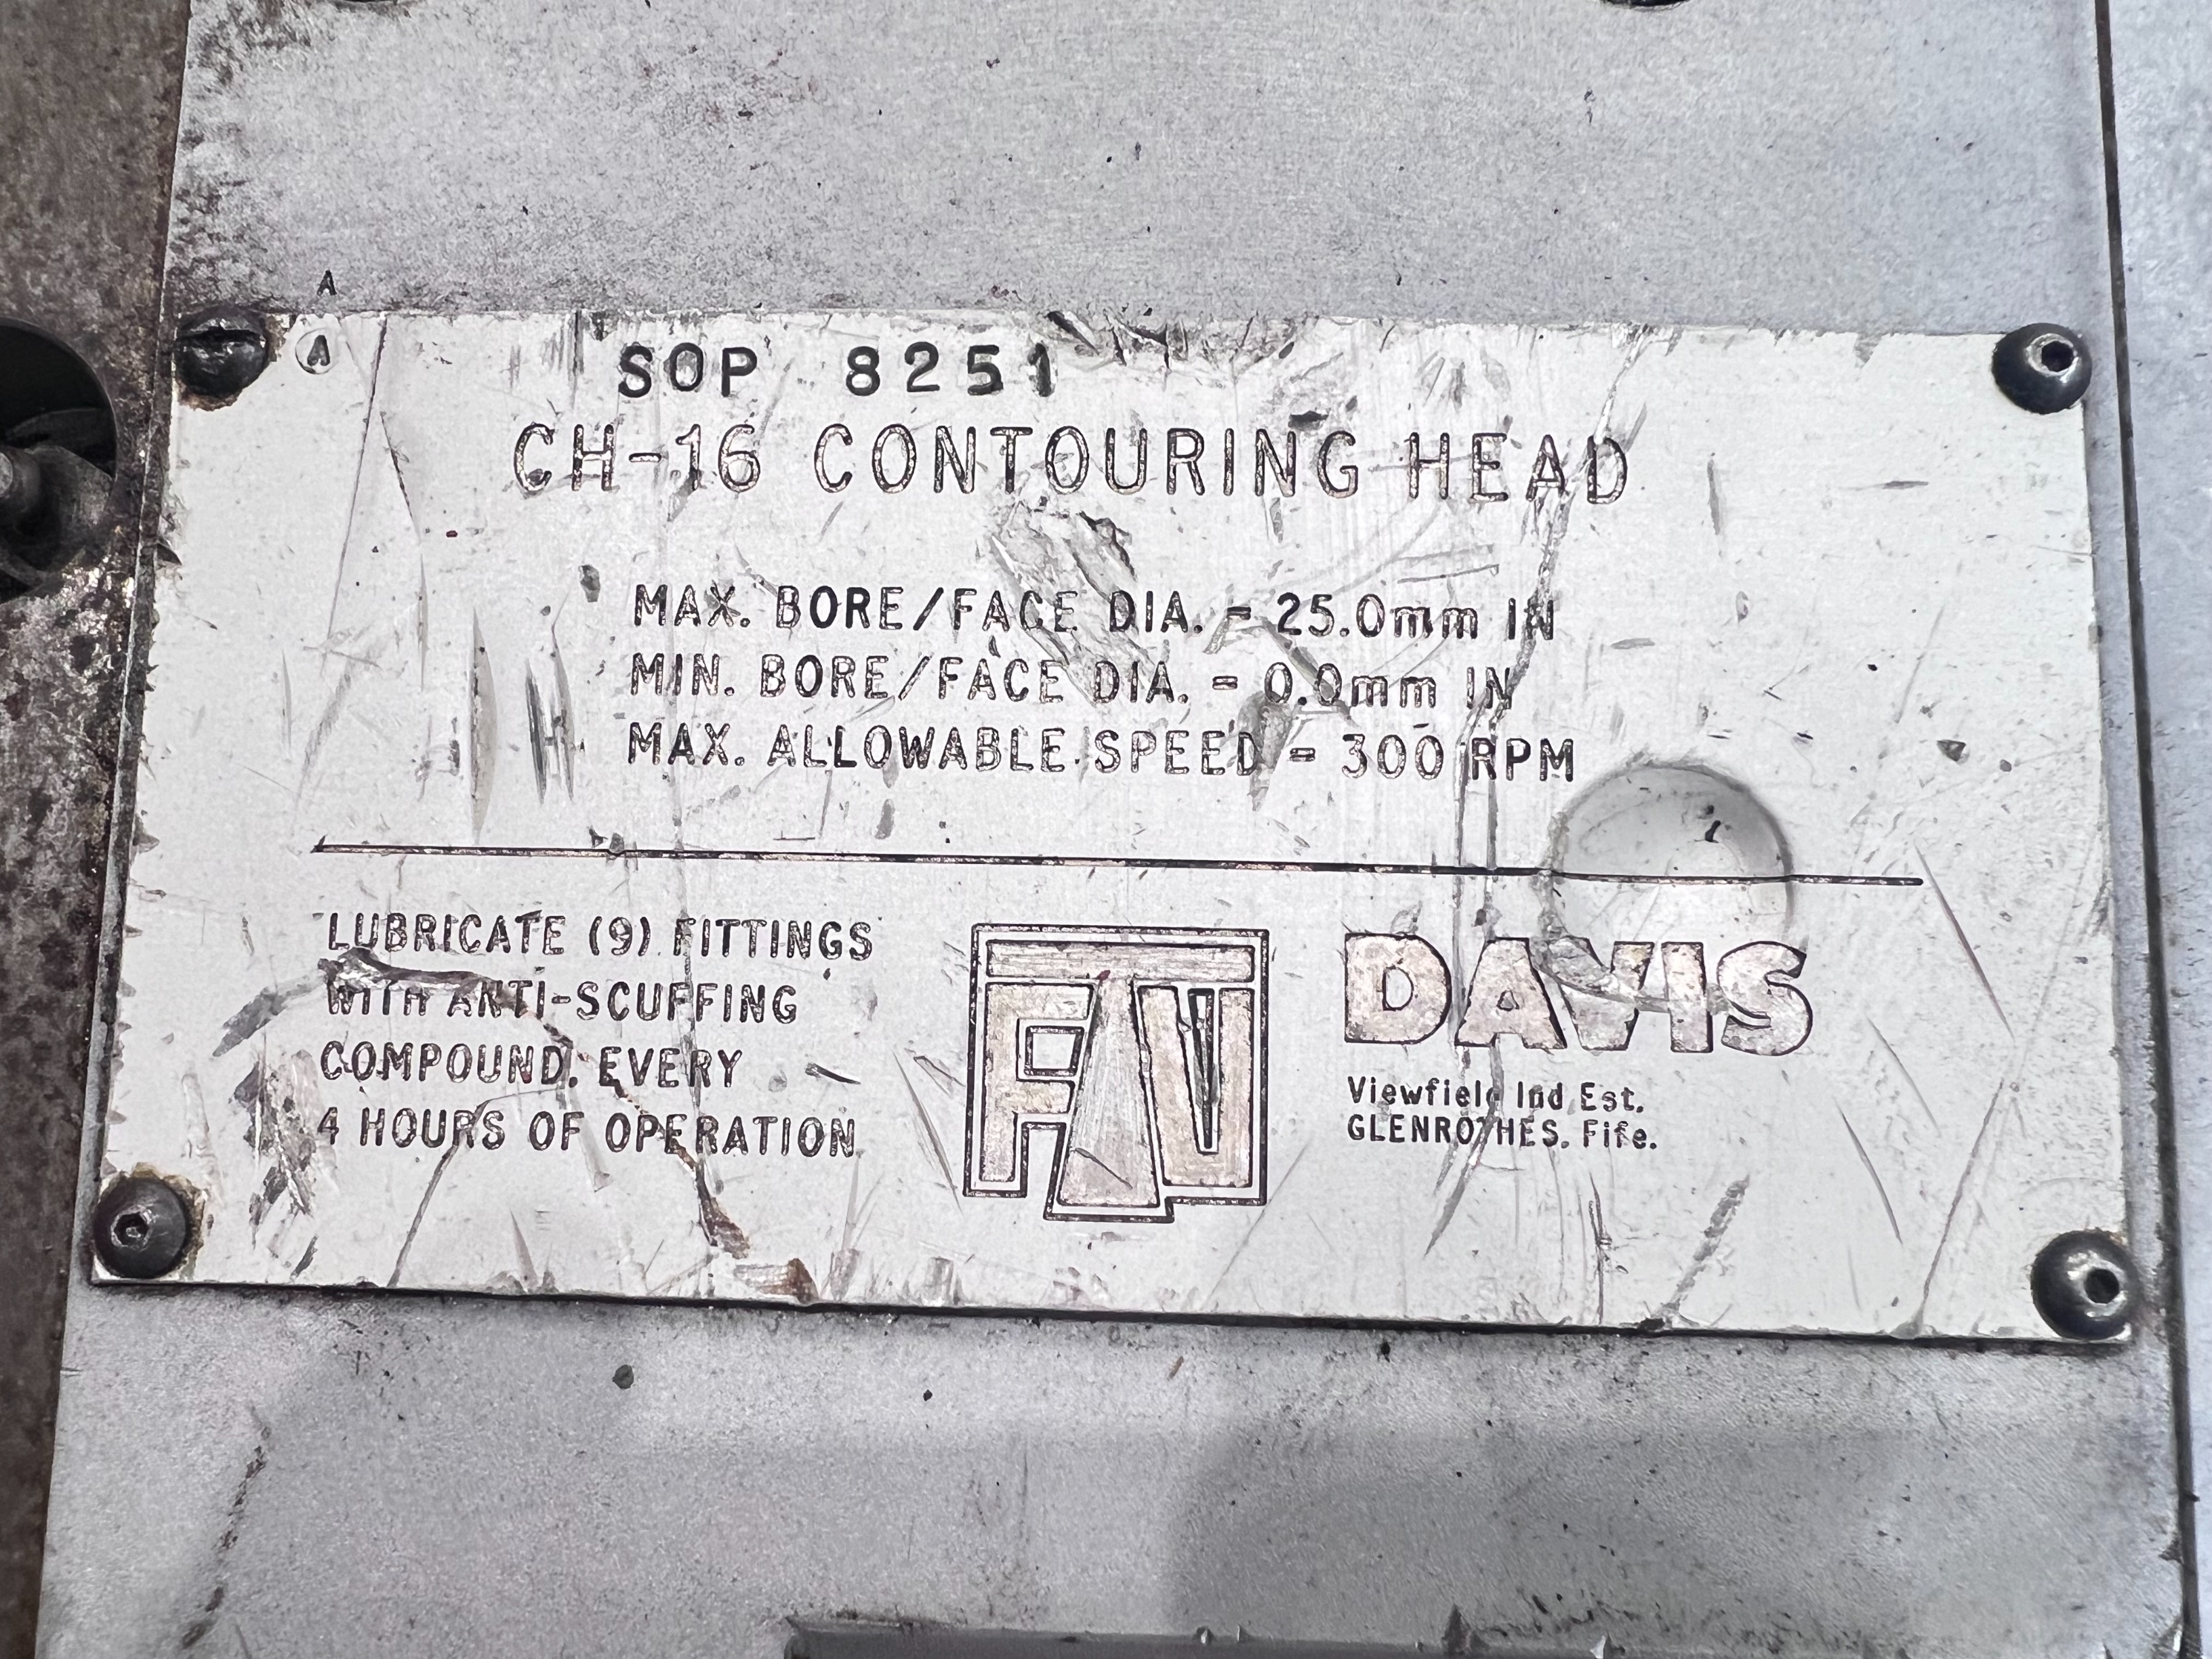 A
A
SOP 8251
CH-16 CONTOURING HEAD
MAX. BORE/FACE DIA. = 25.0mm IN
MIN. BORE/FACE DIA. = 0.0mm IN
MAX. ALLOWABLE SPEED = 300 RPM
LUBRICATE (9) FITTINGS
WITH ANTI-SCUFFING
COMPOUND. EVERY
4 HOURS OF OPERATION
FTV
DAVIS
Viewfield Ind Est.
GLENROTHES. Fife.